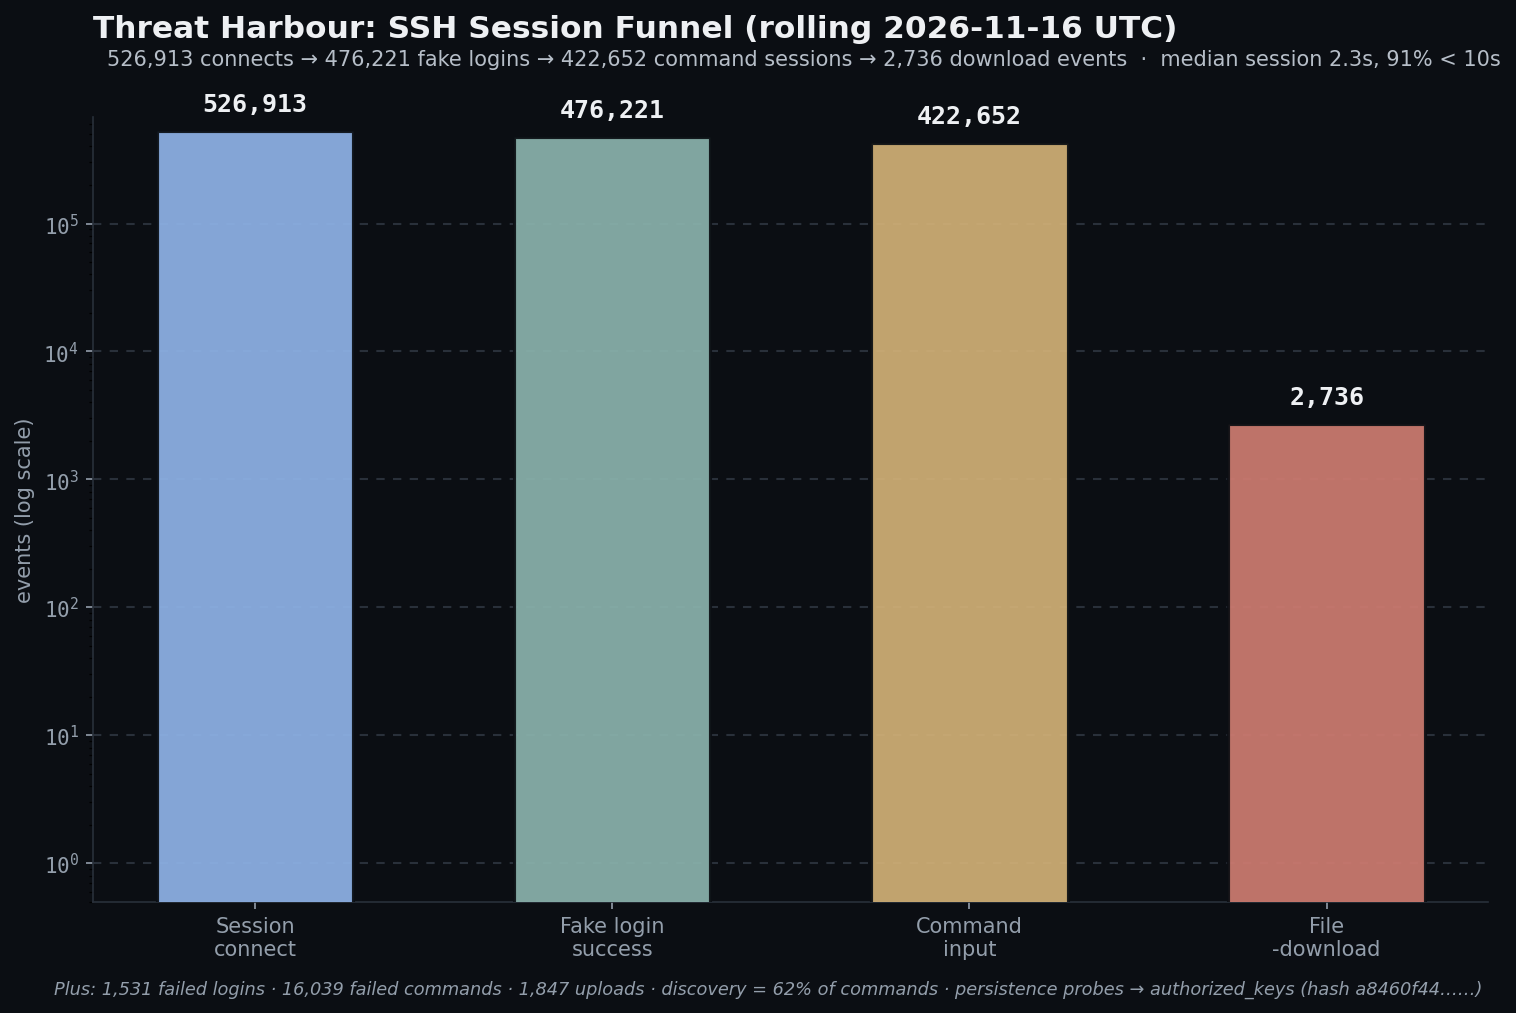 Threat Harbour: SSH Session Funnel (rolling 2026-11-16 UTC)
526,913 connects → 476,221 fake logins → 422,652 command sessions → 2,736 download events · median session 2.3s, 91% < 10s
526,913
476,221
422,652
2,736
events (log scale)
10⁵
10⁴
10³
10²
10¹
10⁰
Session
connect
Fake login
success
Command
input
File
-download
Plus: 1,531 failed logins · 16,039 failed commands · 1,847 uploads · discovery = 62% of commands · persistence probes → authorized_keys (hash a8460f44……)